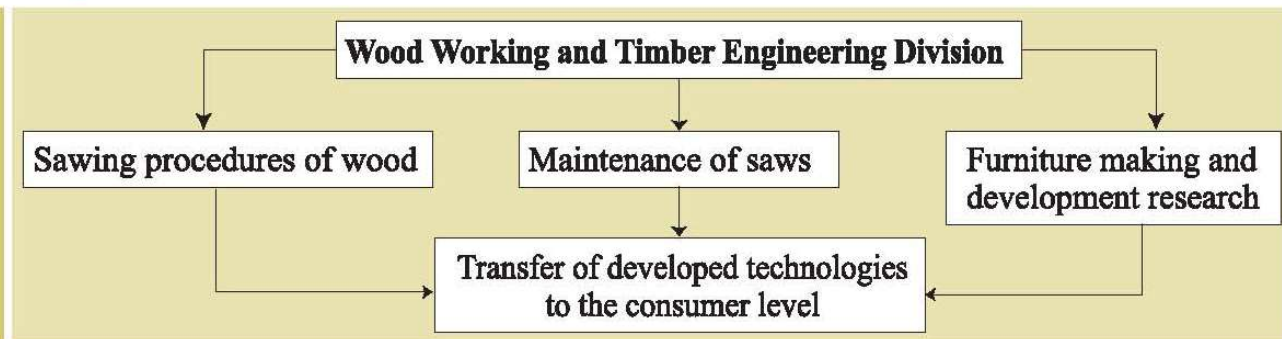 Wood Working and Timber Engineering Division
Sawing procedures of wood
Maintenance of saws
Furniture making and
development research
Transfer of developed technologies
to the consumer level